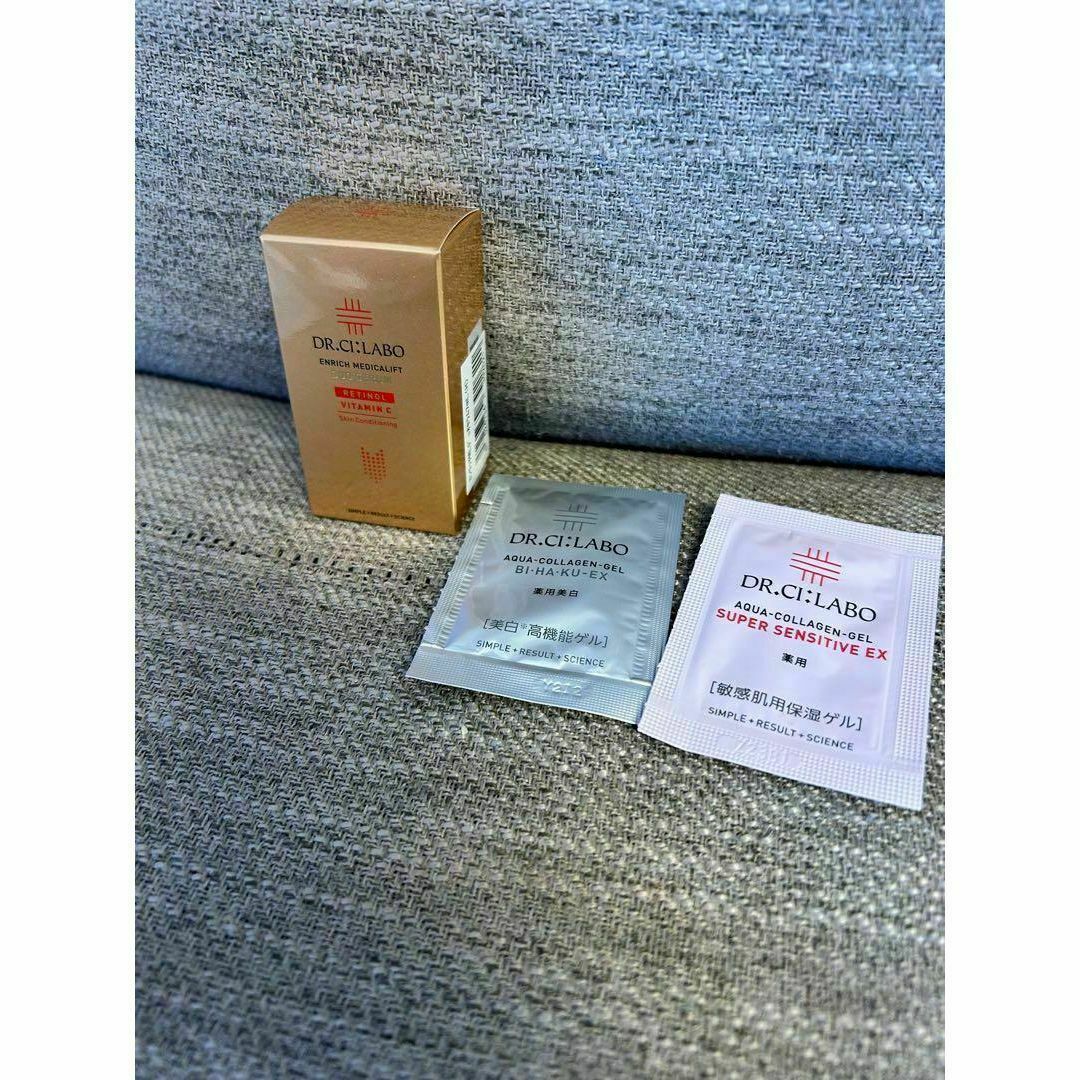 DR.CI:LABO
ENRICH MEDICALIFT
RETINOL
VITAMIN C
Skin Conditioning
SIMPLE+RESULT+SCIENCE
DR.CI:LABO
AQUA-COLLAGEN-GEL
BI·HA·KU-EX
薬用美白
[美白*高機能ゲル]
SIMPLE+RESULT+SCIENCE
Y2I2
DR.CI:LABO
AQUA-COLLAGEN-GEL
SUPER SENSITIVE EX
薬用
[敏感肌用保湿ゲル]
SIMPLE+RESULT+SCIENCE